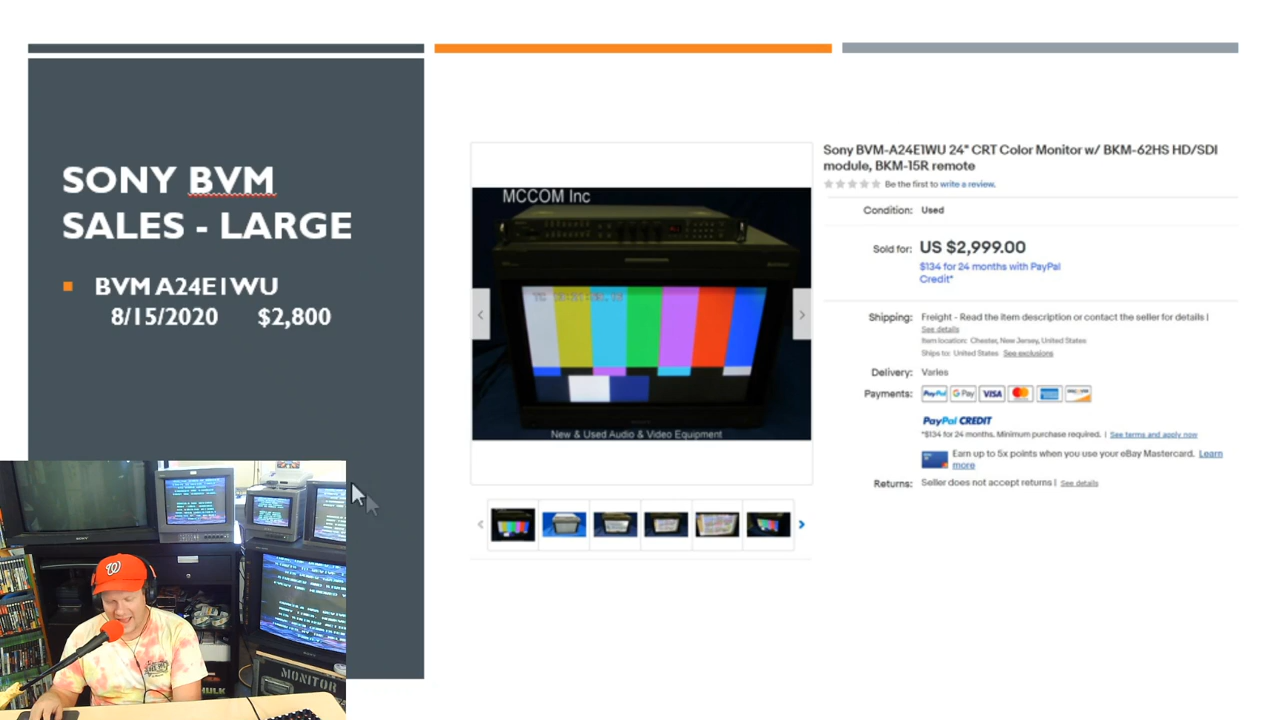 SONY BVM
SALES - LARGE
BVM A24E1WU
8/15/2020 $2,800
MCCOM Inc
New & Used Audio & Video Equipment
Sony BVM-A24E1WU 24" CRT Color Monitor w/ BKM-62HS HD/SDI
module, BKM-15R remote
Be the first to write a review.
Condition: Used
Sold for: US $2,999.00
$134 for 24 months with PayPal
Credit*
Shipping: Freight - Read the item description or contact the seller for details |
See details
Item location: Chester, New Jersey, United States
Ships to: United States See exclusions
Delivery: Varies
Payments: PayPal G Pay VISA
PayPal CREDIT
*$134 for 24 months. Minimum purchase required. | See terms and apply now
Earn up to 5x points when you use your eBay Mastercard. Learn
more
Returns: Seller does not accept returns | See details
SONY
W
MONITOR
HULK